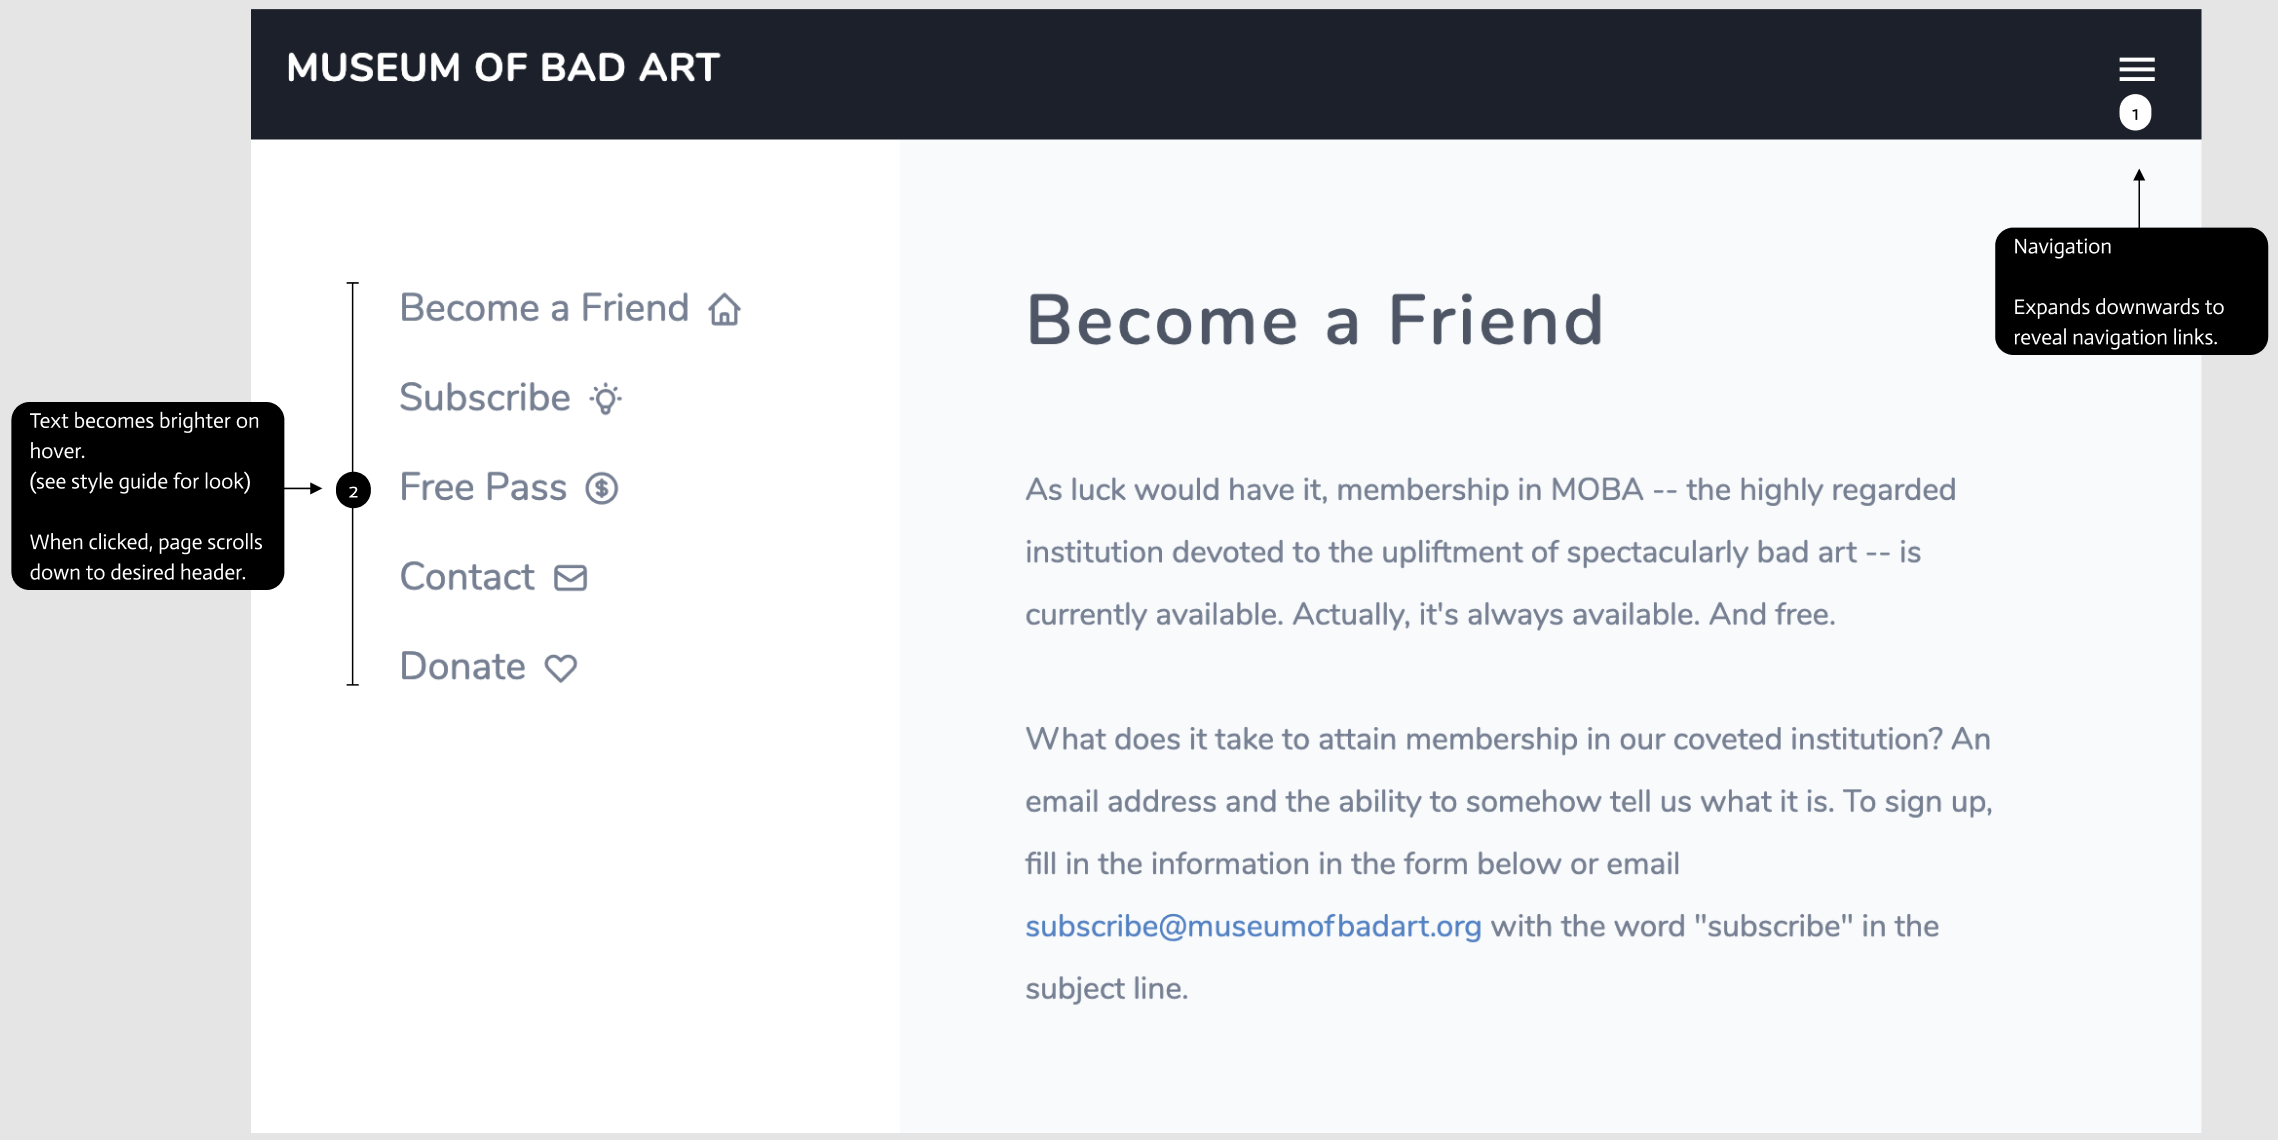 MUSEUM OF BAD ART
1
Navigation
Expands downwards to
reveal navigation links.
Become a Friend
Subscribe
Free Pass
Contact
Donate
Text becomes brighter on
hover.
(see style guide for look)
When clicked, page scrolls
down to desired header.
2
Become a Friend
As luck would have it, membership in MOBA -- the highly regarded
institution devoted to the upliftment of spectacularly bad art -- is
currently available. Actually, it's always available. And free.
What does it take to attain membership in our coveted institution? An
email address and the ability to somehow tell us what it is. To sign up,
fill in the information in the form below or email
subscribe@museumofbadart.org with the word "subscribe" in the
subject line.